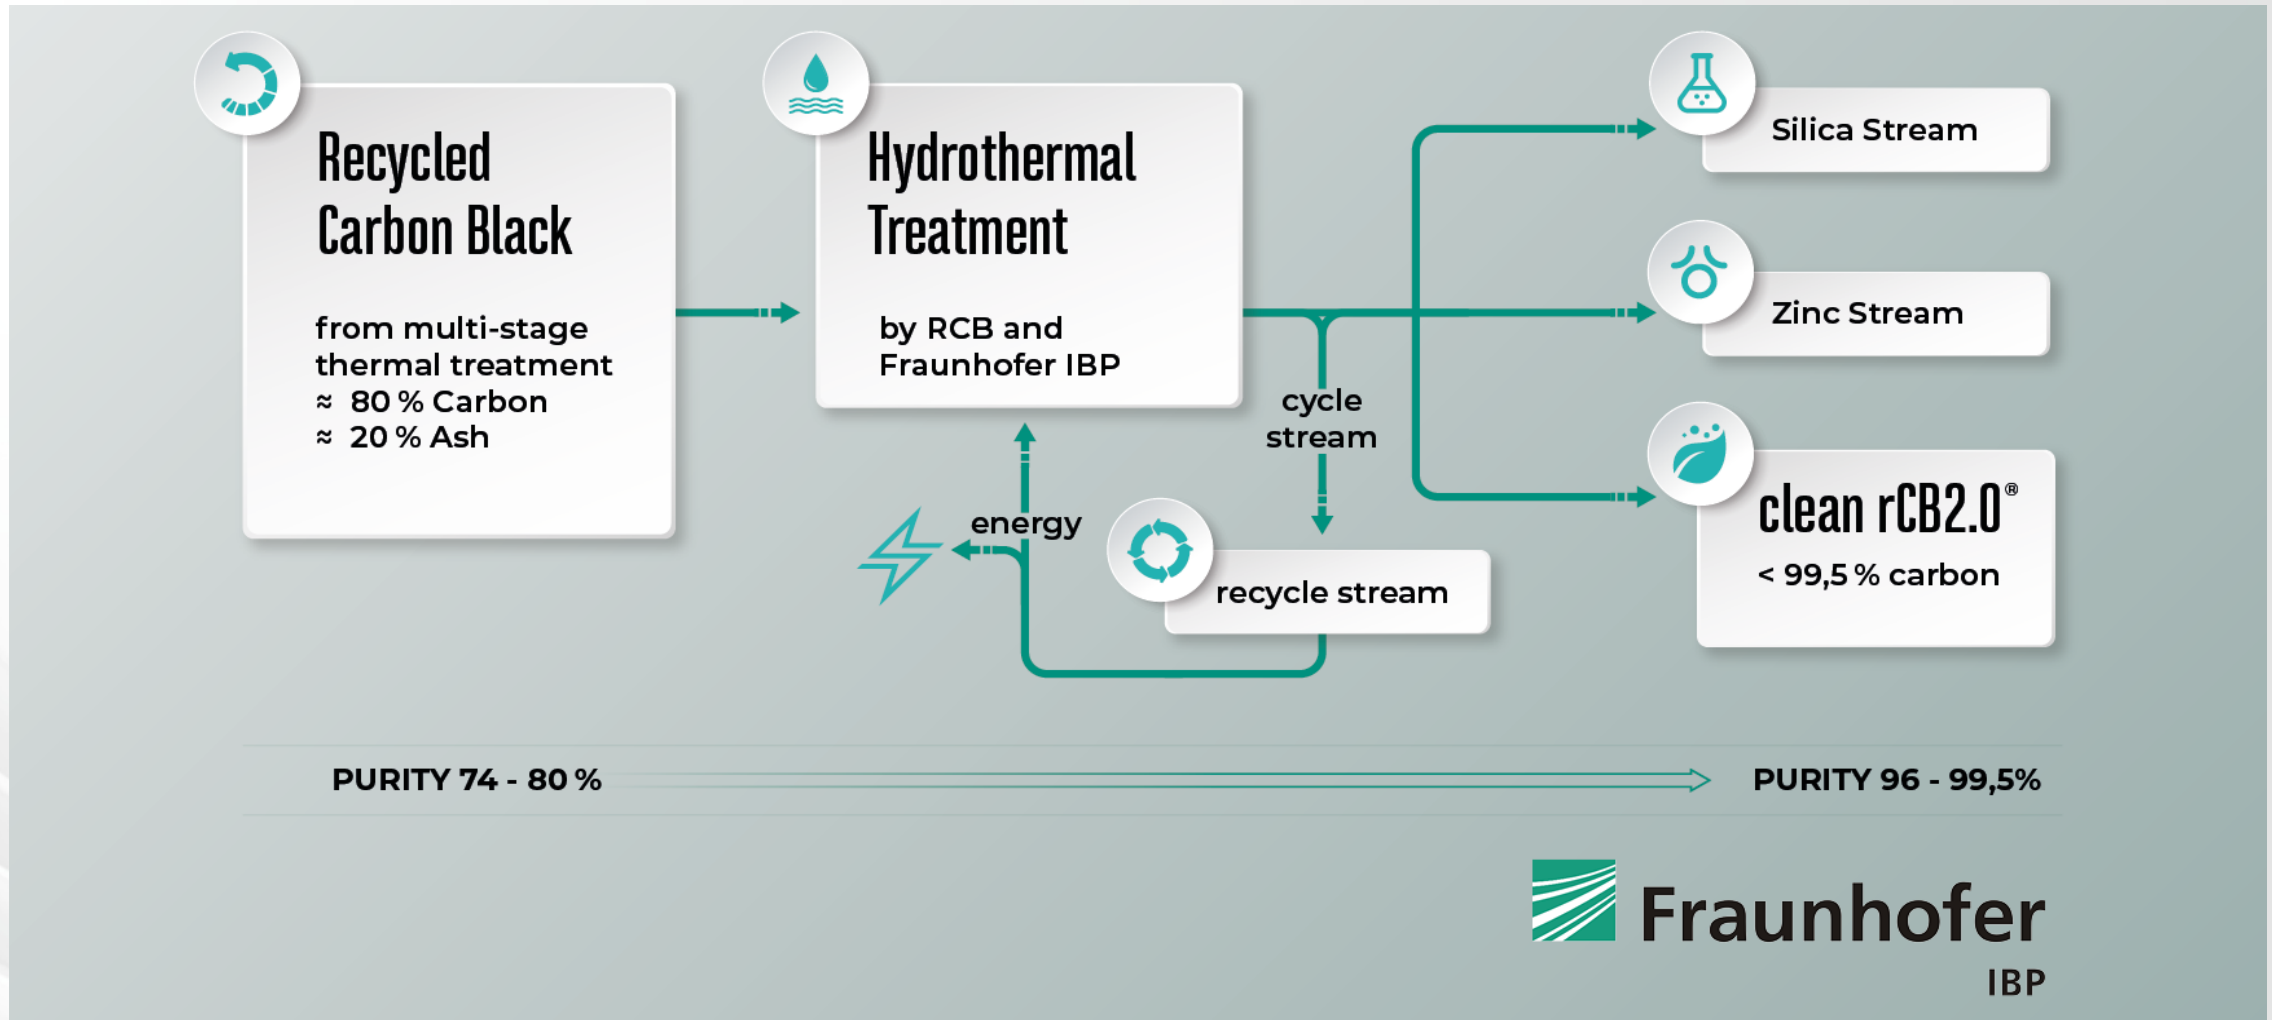 Recycled
Carbon Black
from multi-stage
thermal treatment
≈ 80 % Carbon
≈ 20 % Ash
Hydrothermal
Treatment
by RCB and
Fraunhofer IBP
cycle
stream
energy
recycle stream
Silica Stream
Zinc Stream
clean rCB2.0®
< 99,5 % carbon
PURITY 74 - 80 %
PURITY 96 - 99,5%
Fraunhofer
IBP